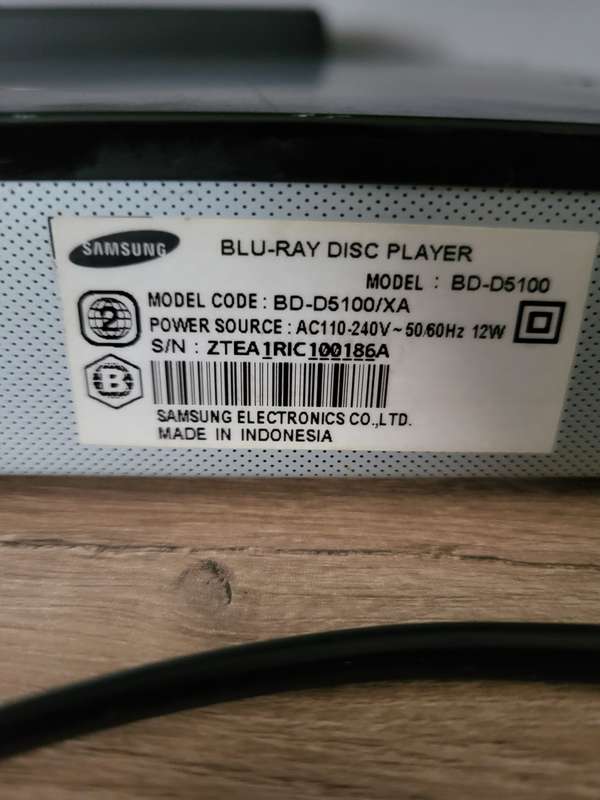 SAMSUNG
BLU-RAY DISC PLAYER
MODEL : BD-D5100
MODEL CODE : BD-D5100/XA
2
POWER SOURCE : AC110-240V ~ 50/60Hz 12W
S/N : ZTEA1RIC100186A
B
SAMSUNG ELECTRONICS CO.,LTD.
MADE IN INDONESIA